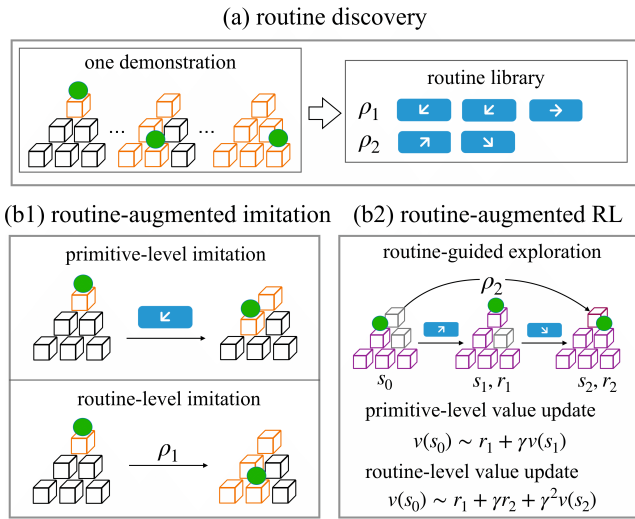 (a) routine discovery
one demonstration
... ...
routine library
ρ₁
ρ₂
(b1) routine-augmented imitation
primitive-level imitation
routine-level imitation
ρ₁
(b2) routine-augmented RL
routine-guided exploration
ρ₂
s₀ s₁, r₁ s₂, r₂
primitive-level value update
v(s₀) ∼ r₁ + γv(s₁)
routine-level value update
v(s₀) ∼ r₁ + γr₂ + γ²v(s₂)